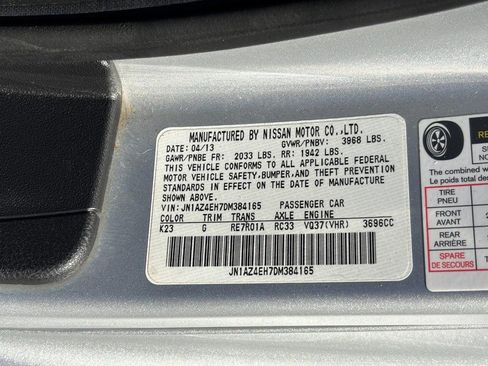 MANUFACTURED BY NISSAN MOTOR CO.,LTD.
DATE: 04/13 GVWR/PNBV: 3968 LBS.
GAWR/PNBE FR: 2033 LBS. RR: 1942 LBS.
THIS VEHICLE CONFORMS TO ALL APPLICABLE FEDERAL
MOTOR VEHICLE SAFETY,BUMPER,AND THEFT PREVENTION
STANDARDS IN EFFECT ON THE DATE OF MANUFACTURE
SHOWN ABOVE.
VIN: JN1AZ4EH7DM384165 PASSENGER CAR
COLOR TRIM TRANS AXLE ENGINE
K23 G RE7R01A RC33 VQ37(VHR) 3696CC
JN1AZ4EH7DM384165
The combined w
Le poids total
TIRE
PNEU
FRONT
AVANT
REAR
ARRIÈRE
SPARE
DE SECOURS